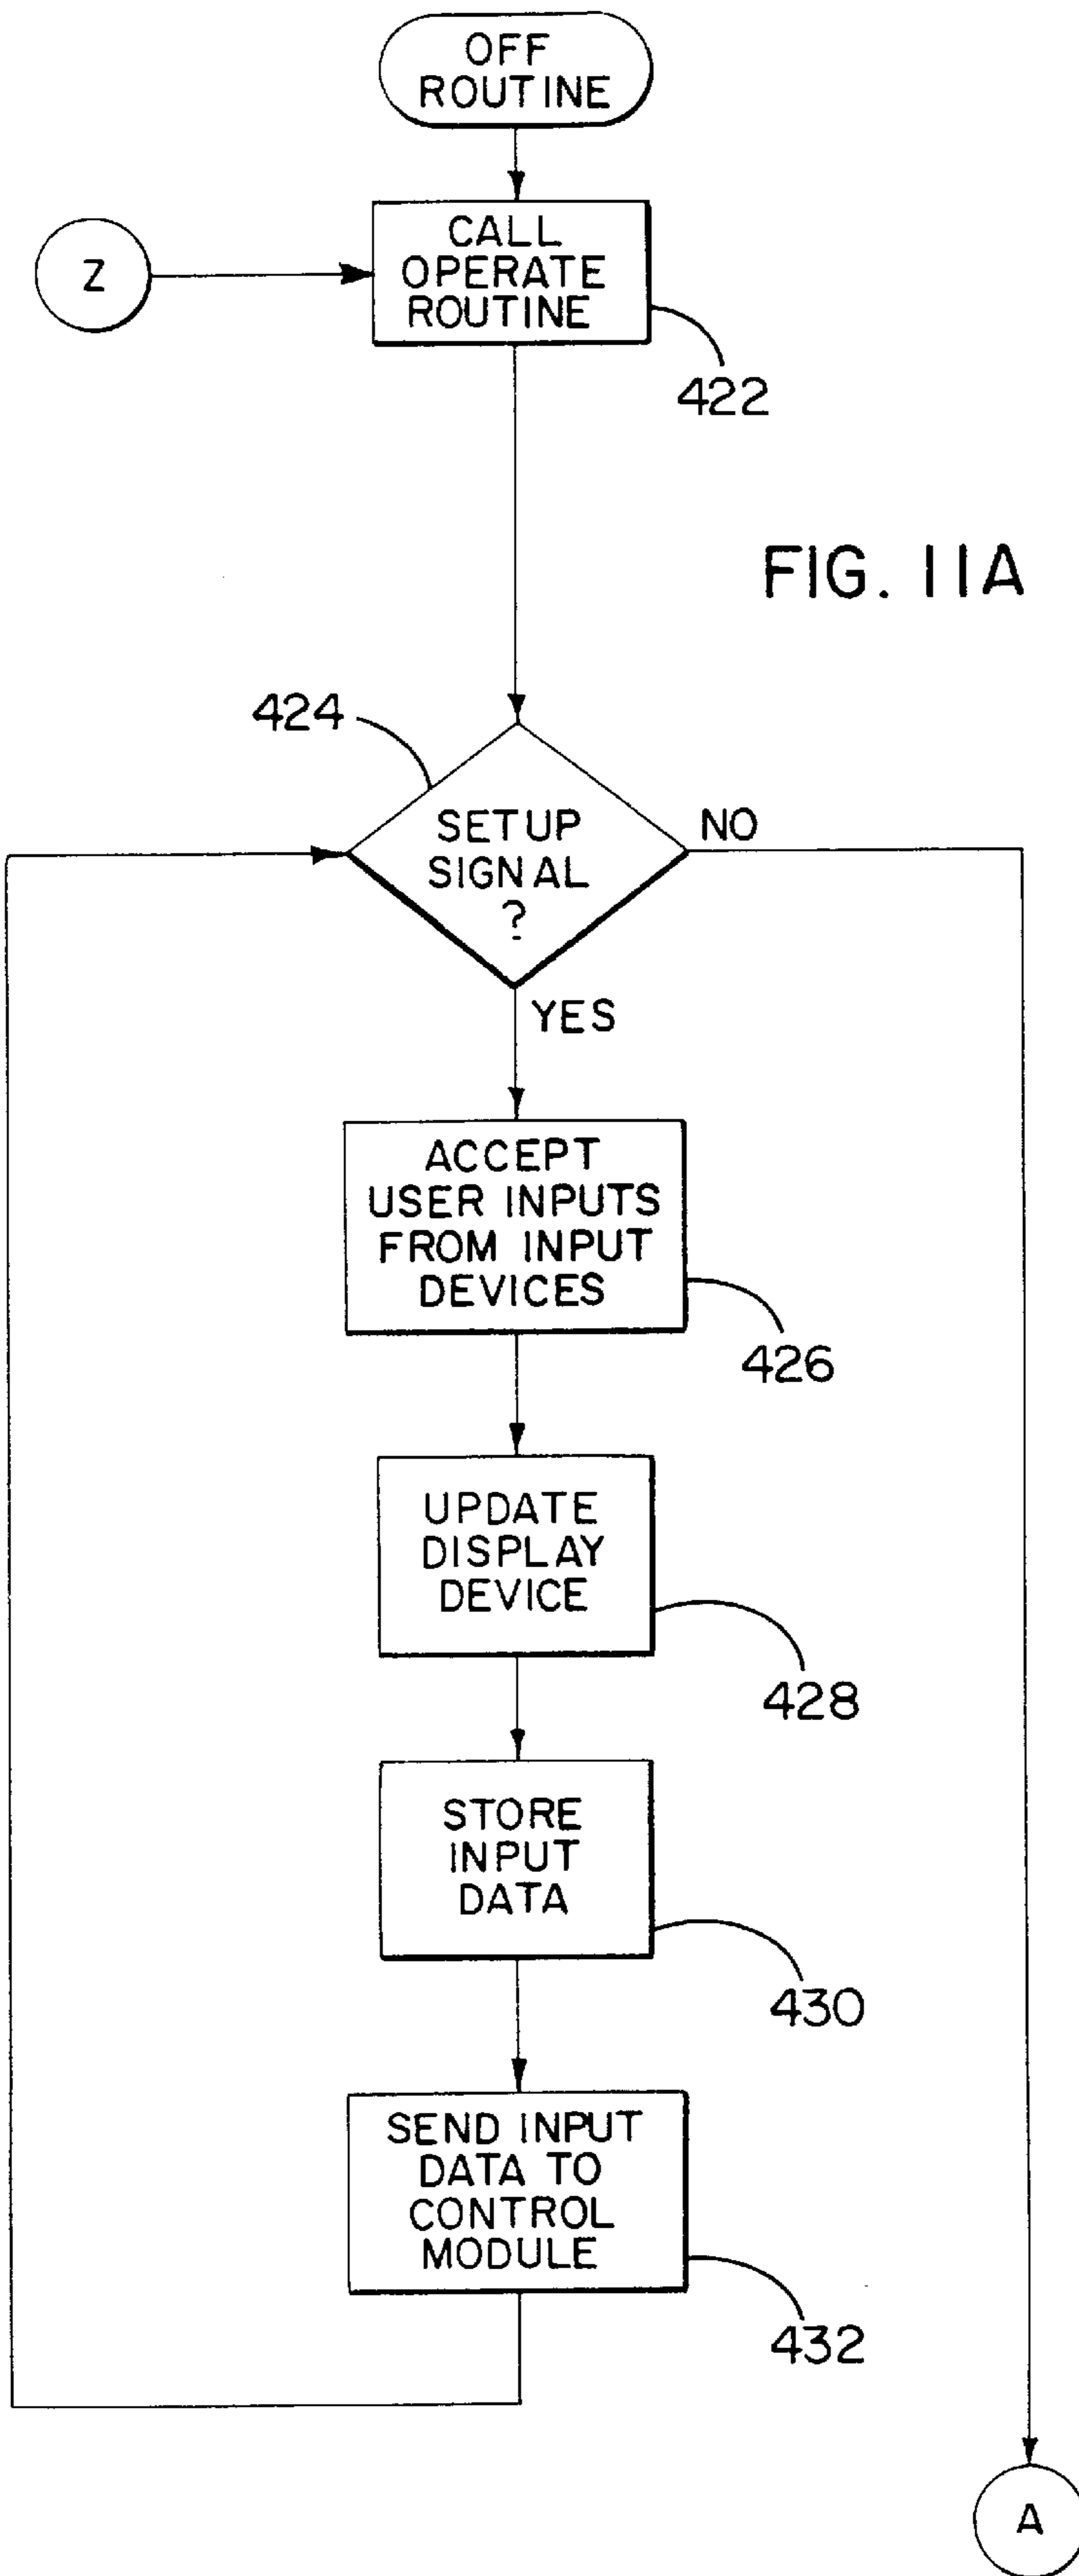 OFF
ROUTINE
CALL
OPERATE
ROUTINE
Z
422
FIG. 11A
424
SETUP
SIGNAL
?
NO
YES
ACCEPT
USER INPUTS
FROM INPUT
DEVICES
426
UPDATE
DISPLAY
DEVICE
428
STORE
INPUT
DATA
430
SEND INPUT
DATA TO
CONTROL
MODULE
432
A